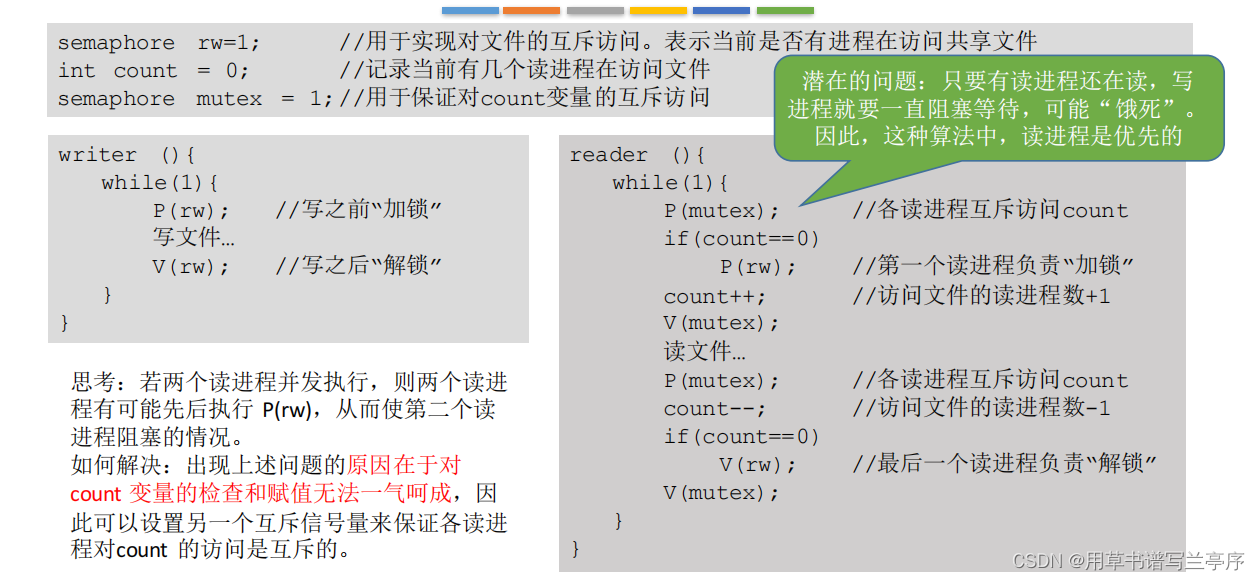 semaphore rw=1; //用于实现对文件的互斥访问。表示当前是否有进程在访问共享文件
int count = 0; //记录当前有几个读进程在访问文件
semaphore mutex = 1;//用于保证对count变量的互斥访问
潜在的问题：只要有读进程还在读，写
进程就要一直阻塞等待，可能“饿死”。
因此，这种算法中，读进程是优先的
writer (){
while(1){
P(rw); //写之前“加锁”
写文件…
V(rw); //写之后“解锁”
}
}
思考：若两个读进程并发执行，则两个读进
程有可能先后执行 P(rw)，从而使第二个读
进程阻塞的情况。
如何解决：出现上述问题的原因在于对
count 变量的检查和赋值无法一气呵成，因
此可以设置另一个互斥信号量来保证各读进
程对count 的访问是互斥的。
reader (){
while(1){
P(mutex); //各读进程互斥访问count
if(count==0)
P(rw); //第一个读进程负责“加锁”
count++; //访问文件的读进程数+1
V(mutex);
读文件…
P(mutex); //各读进程互斥访问count
count--; //访问文件的读进程数-1
if(count==0)
V(rw); //最后一个读进程负责“解锁”
V(mutex);
}
}
CSDN @用草书谱写兰亭序